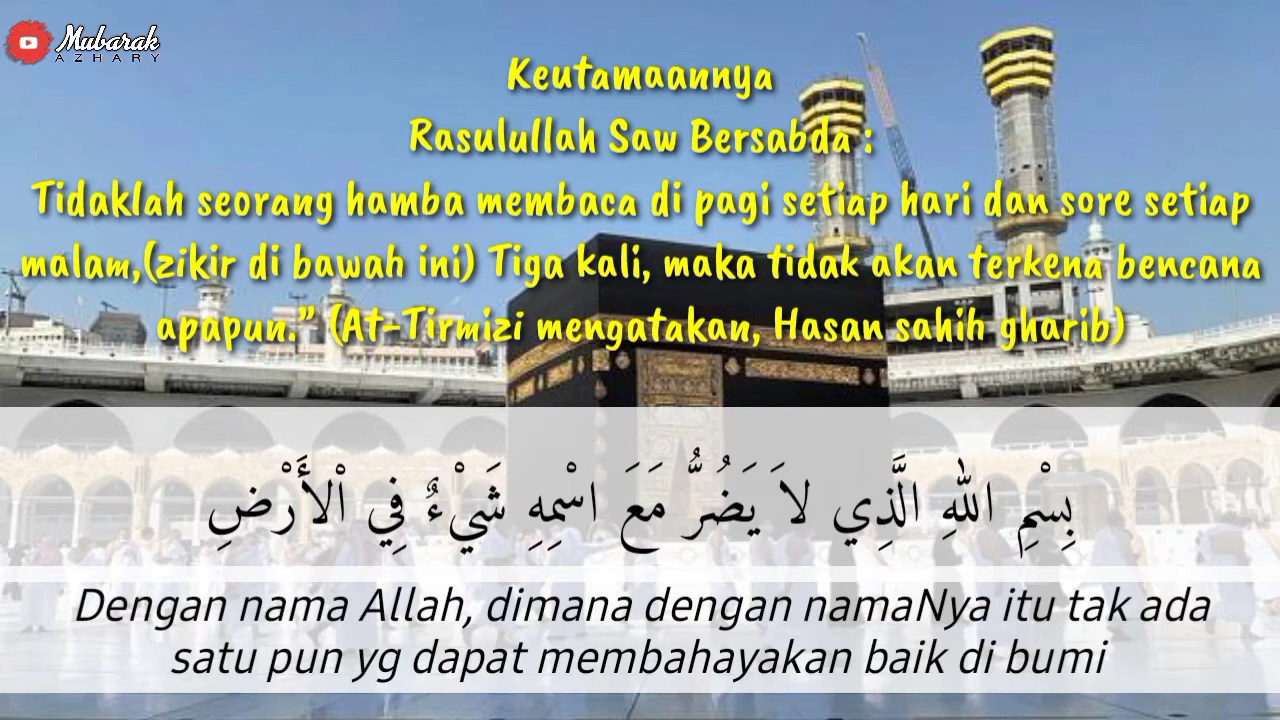 Mubarak
AZHARY
Keutamaannya
Rasulullah Saw Bersabda :
Tidaklah seorang hamba membaca di pagi setiap hari dan sore setiap
malam,(zikir di bawah ini) Tiga kali, maka tidak akan terkena bencana
apapun." (At-Tirmizi mengatakan, Hasan sahih gharib)
بِسْمِ اللهِ الَّذِي لاَ يَضُرُّ مَعَ اسْمِهِ شَيْءٌ فِي اْلأَرْضِ
Dengan nama Allah, dimana dengan namaNya itu tak ada
satu pun yg dapat membahayakan baik di bumi